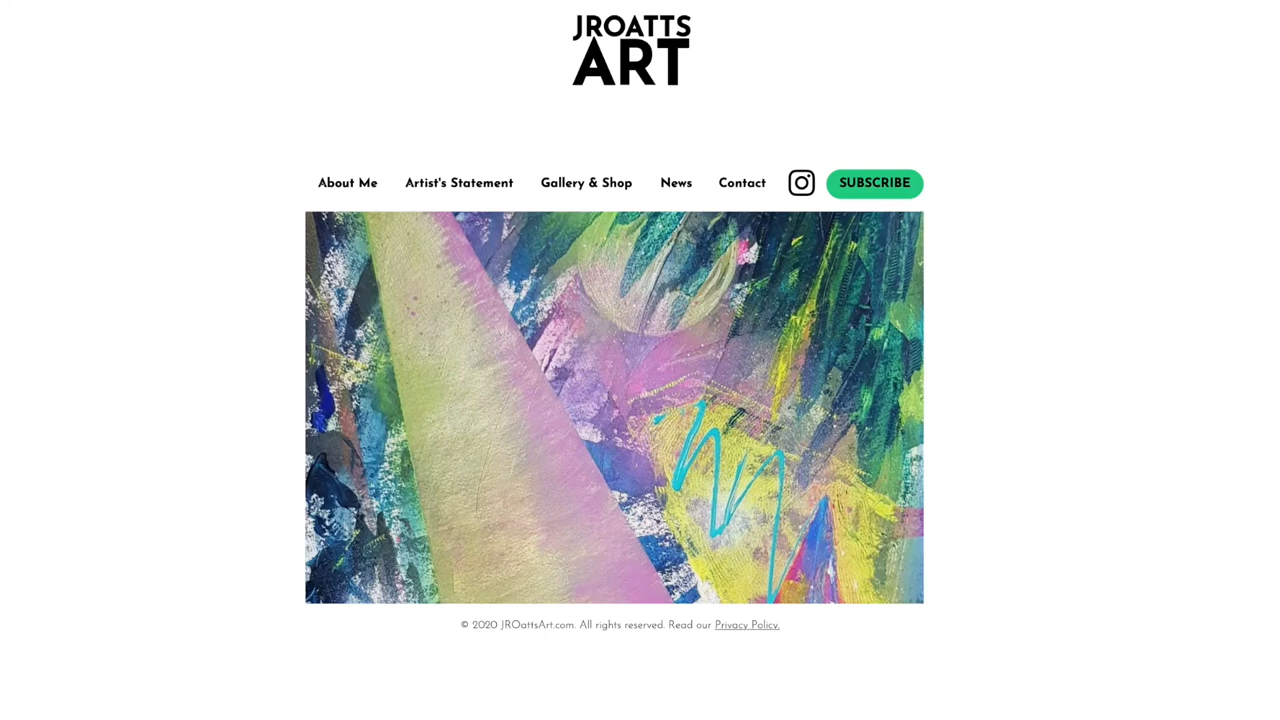 JROATTS
ART
About Me Artist's Statement Gallery & Shop News Contact SUBSCRIBE
© 2020 JROattsArt.com. All rights reserved. Read our Privacy Policy.